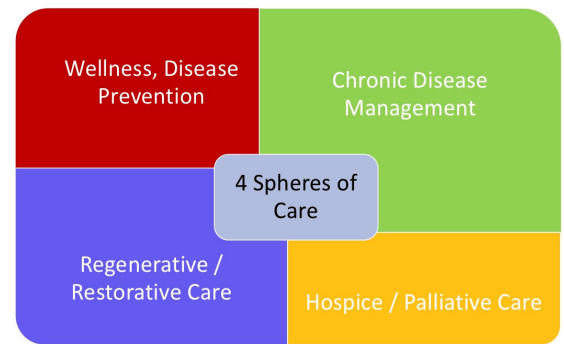 Wellness, Disease
Prevention
Chronic Disease
Management
4 Spheres of
Care
Regenerative /
Restorative Care
Hospice / Palliative Care